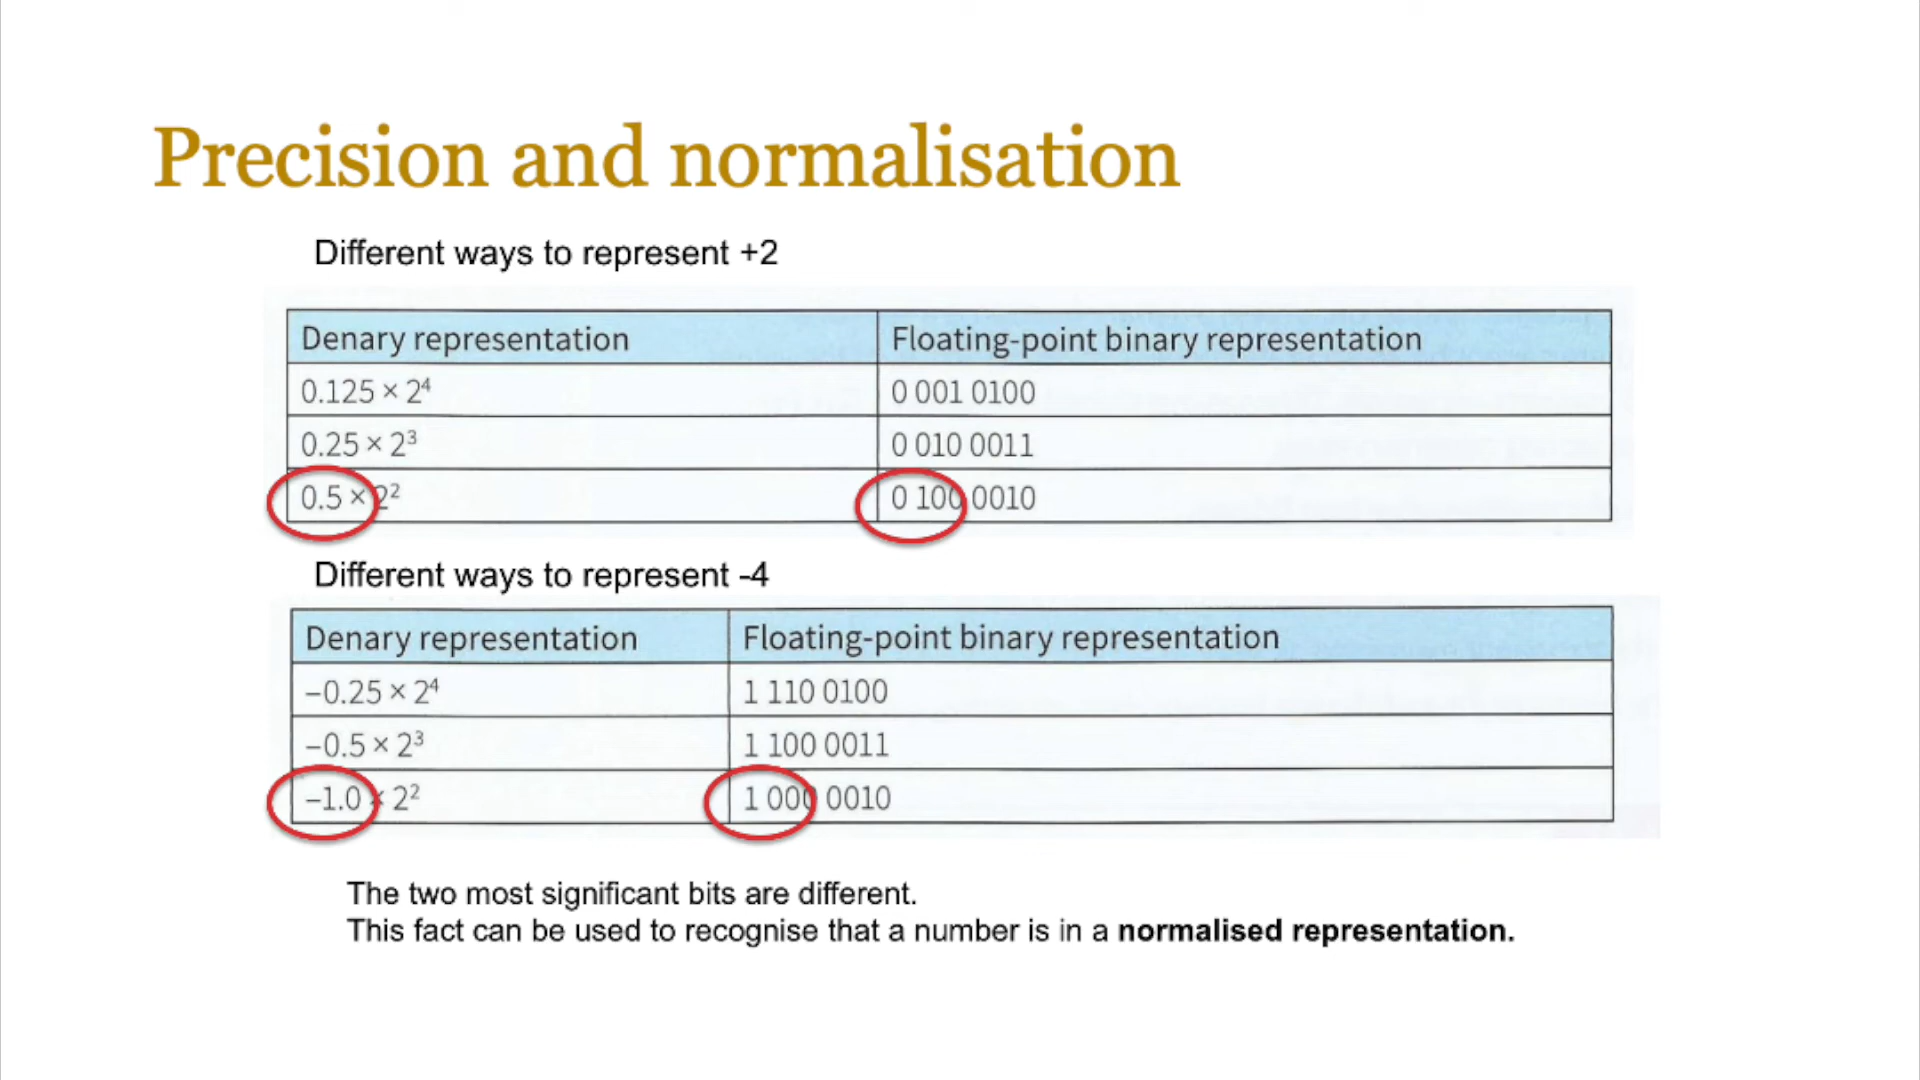 Precision and normalisation
Different ways to represent +2
Denary representation Floating-point binary representation
0.125 × 2⁴ 0 001 0100
0.25 × 2³ 0 010 0011
0.5 × 2² 0 100 0010
Different ways to represent -4
Denary representation Floating-point binary representation
–0.25 × 2⁴ 1 110 0100
–0.5 × 2³ 1 100 0011
–1.0 × 2² 1 000 0010
The two most significant bits are different.
This fact can be used to recognise that a number is in a normalised representation.